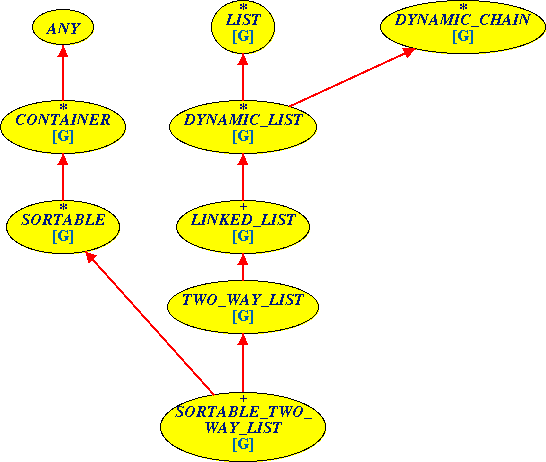 ANY
*
LIST
[G]
*
DYNAMIC_CHAIN
[G]
*
CONTAINER
[G]
*
DYNAMIC_LIST
[G]
*
SORTABLE
[G]
+
LINKED_LIST
[G]
TWO_WAY_LIST
[G]
+
SORTABLE_TWO_
WAY_LIST
[G]